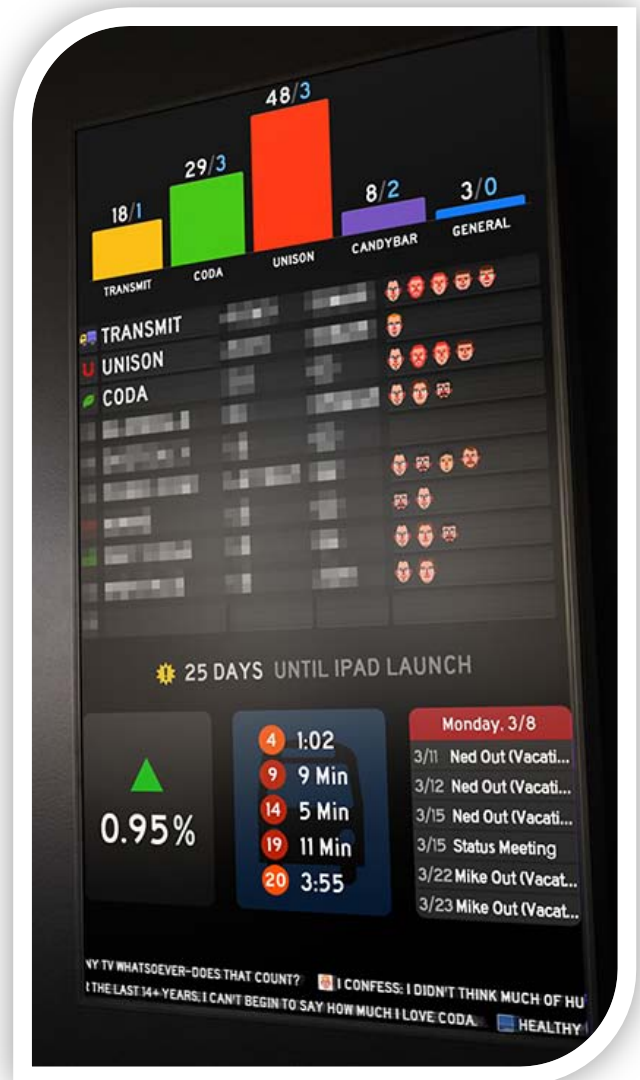 18/1
29/3
48/3
8/2
3/0
TRANSMIT
CODA
UNISON
CANDYBAR
GENERAL
TRANSMIT
U UNISON
CODA
25 DAYS UNTIL IPAD LAUNCH
0.95%
4 1:02
9 9 Min
14 5 Min
19 11 Min
20 3:55
Monday, 3/8
3/11 Ned Out (Vacati...
3/12 Ned Out (Vacati...
3/15 Ned Out (Vacati...
3/15 Status Meeting
3/22 Mike Out (Vacat...
3/23 Mike Out (Vacat...
NY TV WHATSOEVER-DOES THAT COUNT? I CONFESS: I DIDN'T THINK MUCH OF HU
THE LAST 14+ YEARS. I CAN'T BEGIN TO SAY HOW MUCH I LOVE CODA. HEALTHY